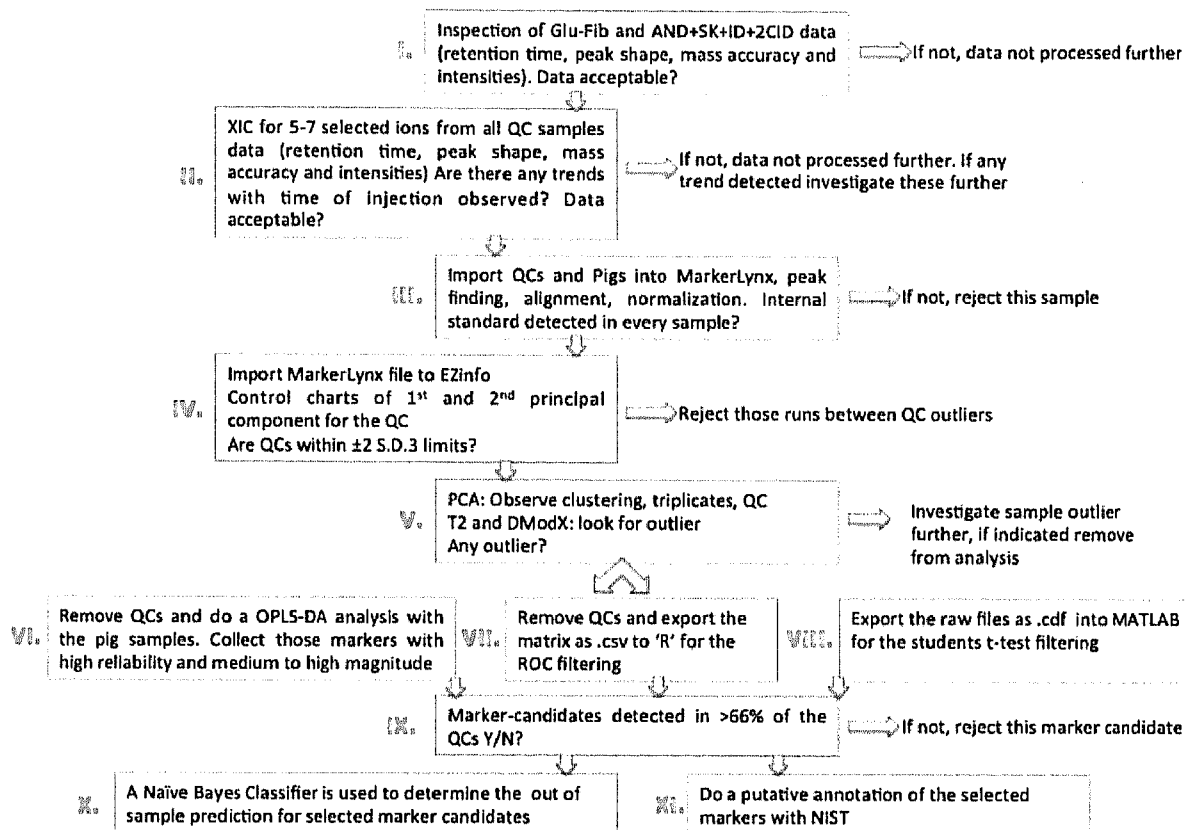 I.
Inspection of Glu-Fib and AND+SK+ID+2CID data
(retention time, peak shape, mass accuracy and
intensities). Data acceptable?
If not, data not processed further
II.
XIC for 5-7 selected ions from all QC samples
data (retention time, peak shape, mass
accuracy and intensities) Are there any trends
with time of injection observed? Data
acceptable?
If not, data not processed further. If any
trend detected investigate these further
III.
Import QCs and Pigs into MarkerLynx, peak
finding, alignment, normalization. Internal
standard detected in every sample?
If not, reject this sample
IV.
Import MarkerLynx file to EZinfo
Control charts of 1st and 2nd principal
component for the QC
Are QCs within ±2 S.D.3 limits?
Reject those runs between QC outliers
V.
PCA: Observe clustering, triplicates, QC
T2 and DModX: look for outlier
Any outlier?
Investigate sample outlier
further, if indicated remove
from analysis
VI.
Remove QCs and do a OPLS-DA analysis with
the pig samples. Collect those markers with
high reliability and medium to high magnitude
VII.
Remove QCs and export the
matrix as .csv to 'R' for the
ROC filtering
VIII.
Export the raw files as .cdf into MATLAB
for the students t-test filtering
IX.
Marker-candidates detected in >66% of the
QCs Y/N?
If not, reject this marker candidate
X.
A Naïve Bayes Classifier is used to determine the out of
sample prediction for selected marker candidates
XI.
Do a putative annotation of the selected
markers with NIST